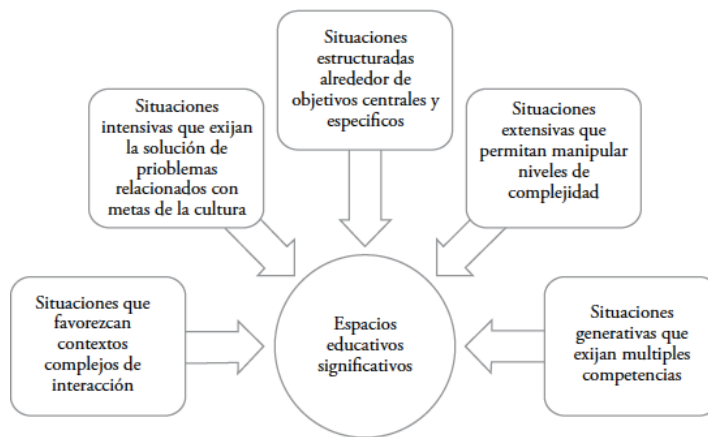 Situaciones
estructuradas
alrededor de
objetivos centrales y
especificos
Situaciones
intensivas que exijan
la solución de
prioblemas
relacionados con
metas de la cultura
Situaciones
extensivas que
permitan manipular
niveles de
complejidad
Situaciones que
favorezcan
contextos
complejos de
interacción
Espacios
educativos
significativos
Situaciones
generativas que
exijan multiples
competencias